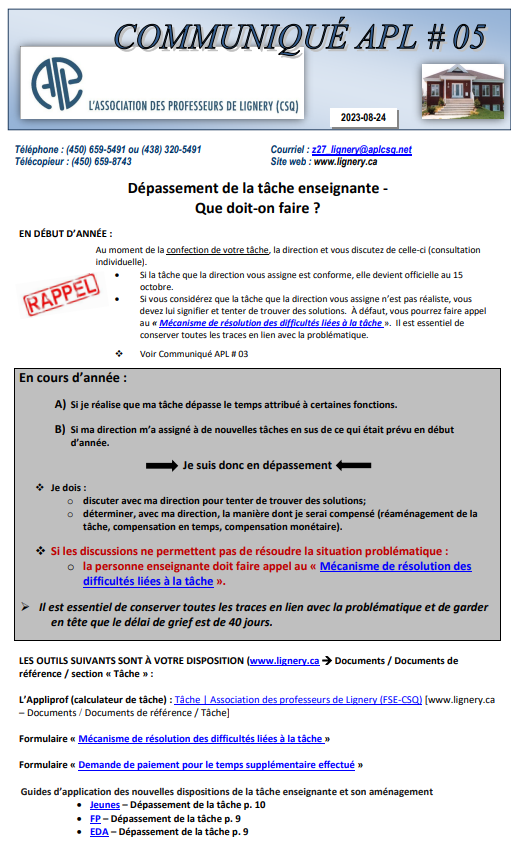 COMMUNIQUÉ APL # 05
APL
L'ASSOCIATION DES PROFESSEURS DE LIGNERY (CSQ)
2023-08-24
Téléphone : (450) 659-5491 ou (438) 320-5491
Courriel : z27_lignery@aplcsq.net
Télécopieur : (450) 659-8743
Site web : www.lignery.ca
Dépassement de la tâche enseignante -
Que doit-on faire ?
EN DÉBUT D'ANNÉE :
Au moment de la confection de votre tâche, la direction et vous discutez de celle-ci (consultation
individuelle).
RAPPEL
• Si la tâche que la direction vous assigne est conforme, elle devient officielle au 15
octobre.
• Si vous considérez que la tâche que la direction vous assigne n'est pas réaliste, vous
devez lui signifier et tenter de trouver des solutions. À défaut, vous pourrez faire appel
au « Mécanisme de résolution des difficultés liées à la tâche ». Il est essentiel de
conserver toutes les traces en lien avec la problématique.
❖ Voir Communiqué APL # 03
En cours d'année :
A) Si je réalise que ma tâche dépasse le temps attribué à certaines fonctions.
B) Si ma direction m'a assigné à de nouvelles tâches en sus de ce qui était prévu en début
d'année.
Je suis donc en dépassement
❖ Je dois :
o discuter avec ma direction pour tenter de trouver des solutions;
o déterminer, avec ma direction, la manière dont je serai compensé (réaménagement de la
tâche, compensation en temps, compensation monétaire).
❖ Si les discussions ne permettent pas de résoudre la situation problématique :
o la personne enseignante doit faire appel au « Mécanisme de résolution des
difficultés liées à la tâche ».
➢ Il est essentiel de conserver toutes les traces en lien avec la problématique et de garder
en tête que le délai de grief est de 40 jours.
LES OUTILS SUIVANTS SONT À VOTRE DISPOSITION (www.lignery.ca ➔ Documents / Documents de
référence / section « Tâche » :
L'Appliprof (calculateur de tâche) : Tâche | Association des professeurs de Lignery (FSE-CSQ) [www.lignery.ca
– Documents / Documents de référence / Tâche]
Formulaire « Mécanisme de résolution des difficultés liées à la tâche »
Formulaire « Demande de paiement pour le temps supplémentaire effectué »
Guides d'application des nouvelles dispositions de la tâche enseignante et son aménagement
• Jeunes – Dépassement de la tâche p. 10
• FP – Dépassement de la tâche p. 9
• EDA – Dépassement de la tâche p. 9